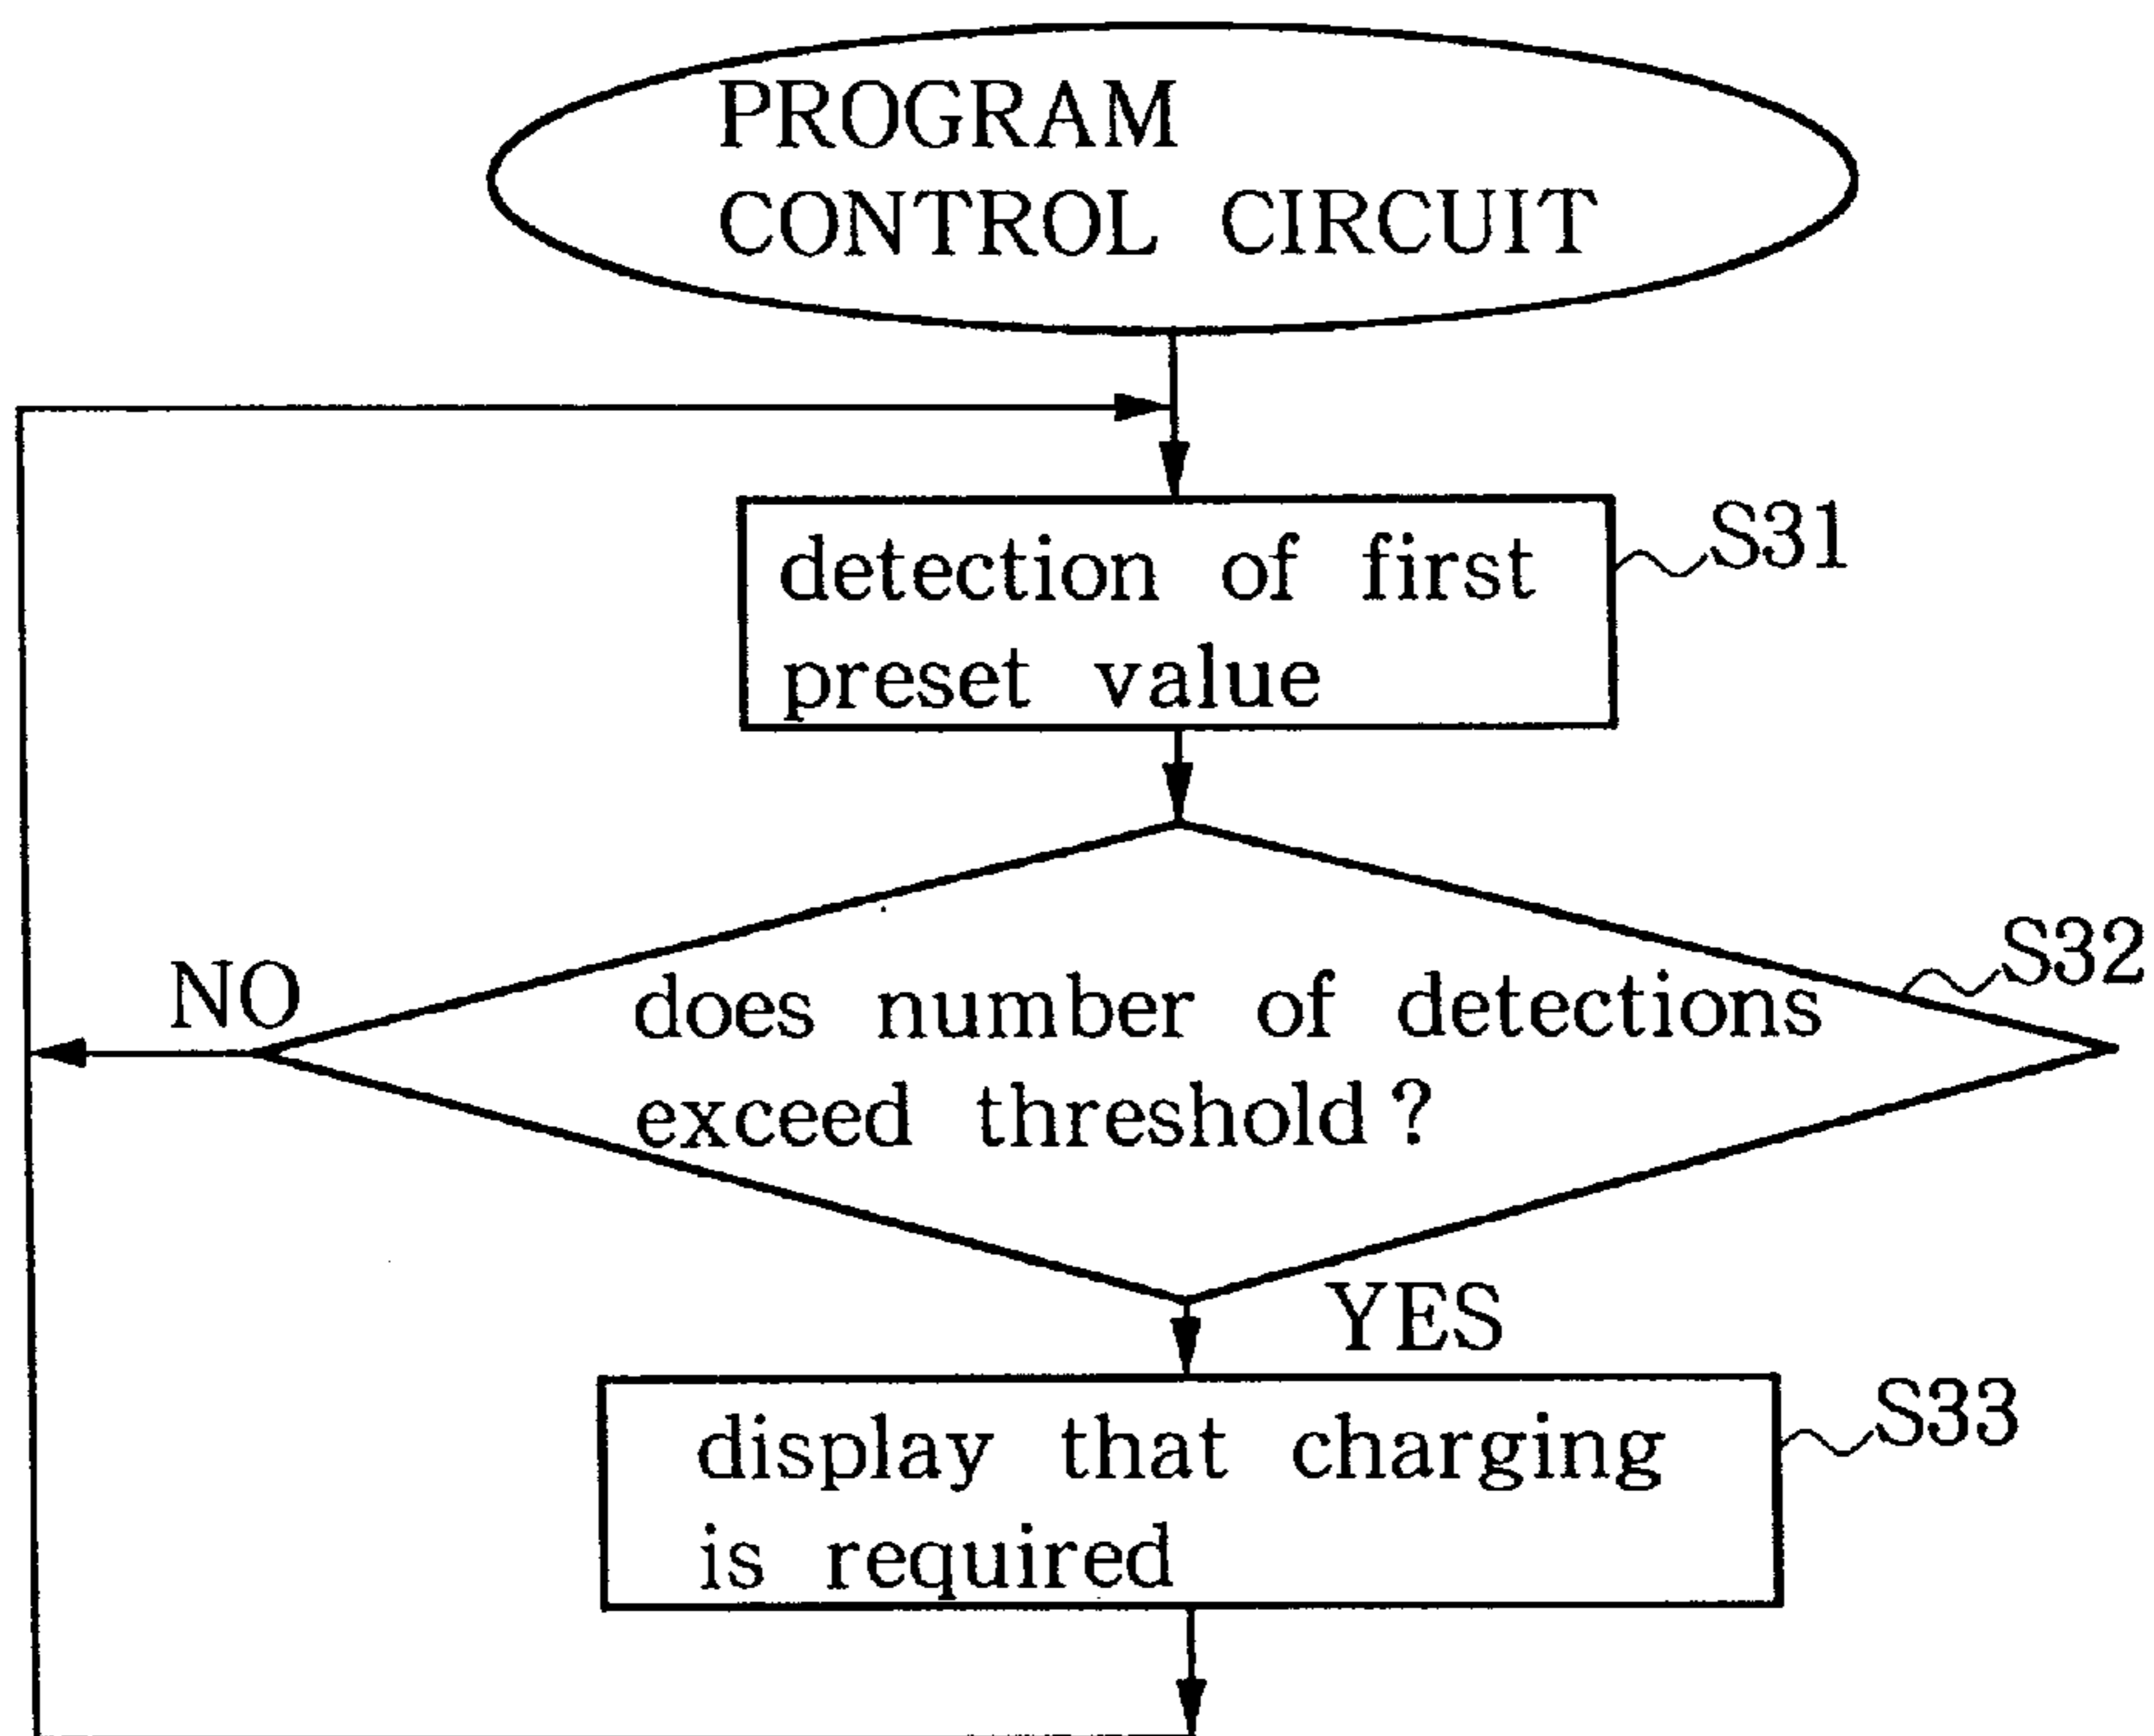 PROGRAM
CONTROL CIRCUIT
detection of first
preset value
S31
does number of detections
exceed threshold?
S32
NO
YES
display that charging
is required
S33